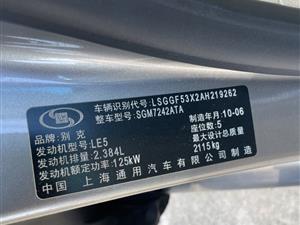 车辆识别代号:LSGGF53X2AH219262
整车型号:SGM7242ATA
品牌:别克
制造年月:10-06
发动机型号:LE5
座位数:5
发动机排量:2.384L
最大设计总质量
发动机额定功率:125kW
2115kg
中国 上海通用汽车有限公司 制造